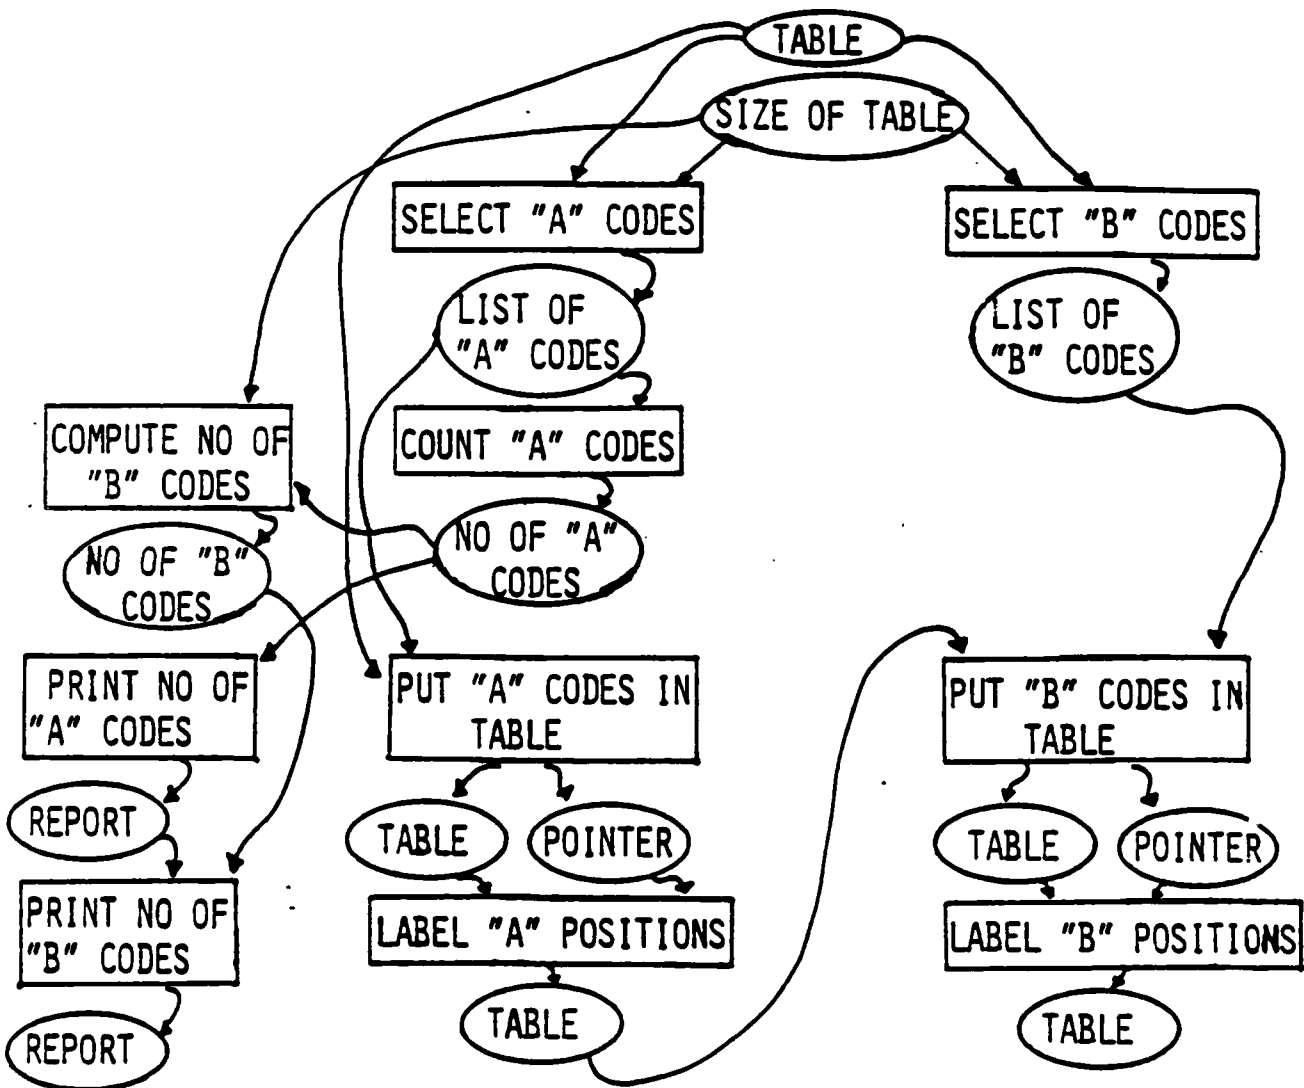 TABLE
SIZE OF TABLE
SELECT "A" CODES
SELECT "B" CODES
LIST OF
"A" CODES
LIST OF
"B" CODES
COMPUTE NO OF
"B" CODES
COUNT "A" CODES
NO OF "B"
CODES
NO OF "A"
CODES
PRINT NO OF
"A" CODES
PUT "A" CODES IN
TABLE
PUT "B" CODES IN
TABLE
REPORT
TABLE
POINTER
TABLE
POINTER
PRINT NO OF
"B" CODES
LABEL "A" POSITIONS
LABEL "B" POSITIONS
REPORT
TABLE
TABLE